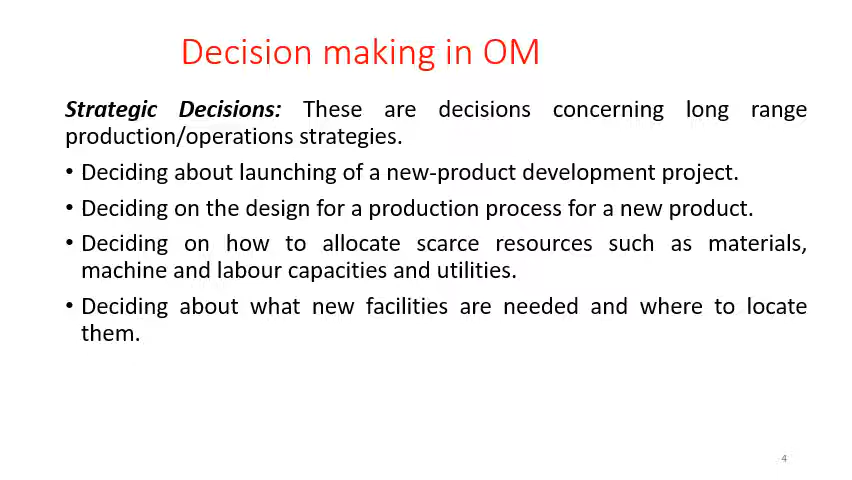 Decision making in OM
Strategic Decisions: These are decisions concerning long range
production/operations strategies.
• Deciding about launching of a new-product development project.
• Deciding on the design for a production process for a new product.
• Deciding on how to allocate scarce resources such as materials,
machine and labour capacities and utilities.
• Deciding about what new facilities are needed and where to locate
them.
4